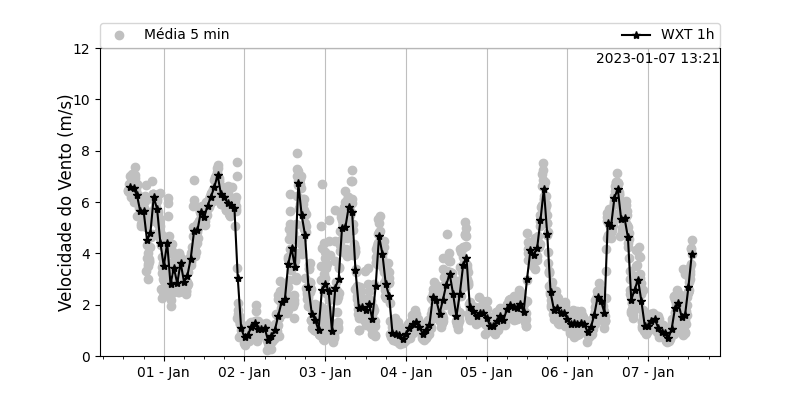 Média 5 min
WXT 1h
2023-01-07 13:21
Velocidade do Vento (m/s)
12
10
8
6
4
2
0
01 - Jan
02 - Jan
03 - Jan
04 - Jan
05 - Jan
06 - Jan
07 - Jan